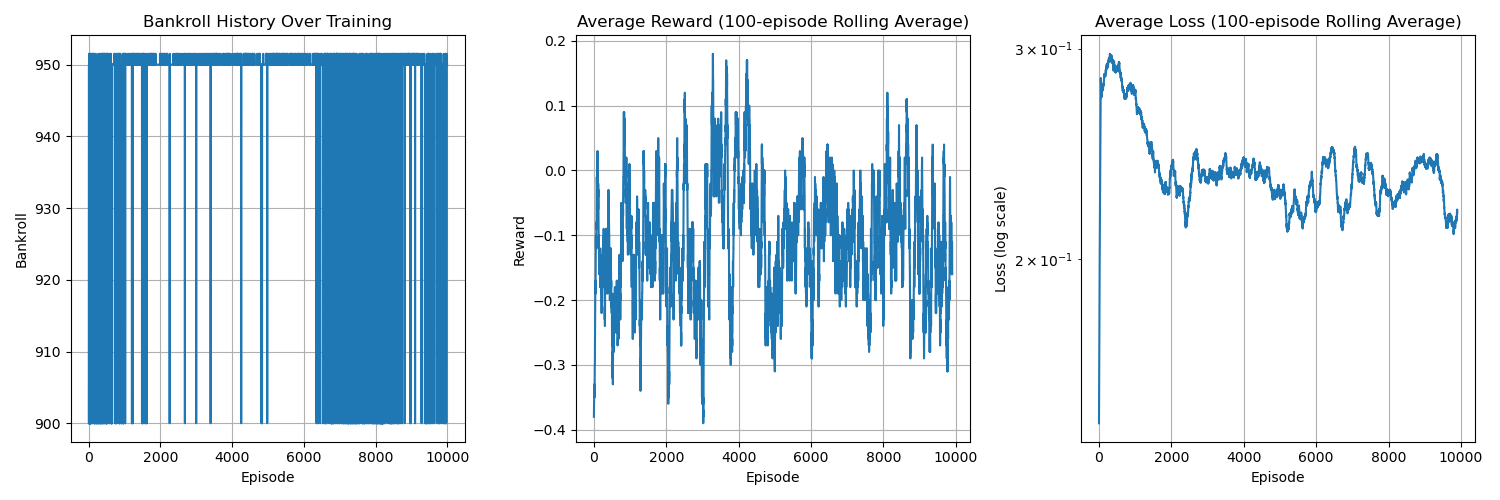 Bankroll History Over Training
950
940
930
920
910
900
Bankroll
0 2000 4000 6000 8000 10000
Episode
Average Reward (100-episode Rolling Average)
0.2
0.1
0.0
−0.1
−0.2
−0.3
−0.4
Reward
0 2000 4000 6000 8000 10000
Episode
Average Loss (100-episode Rolling Average)
3 × 10⁻¹
2 × 10⁻¹
Loss (log scale)
0 2000 4000 6000 8000 10000
Episode